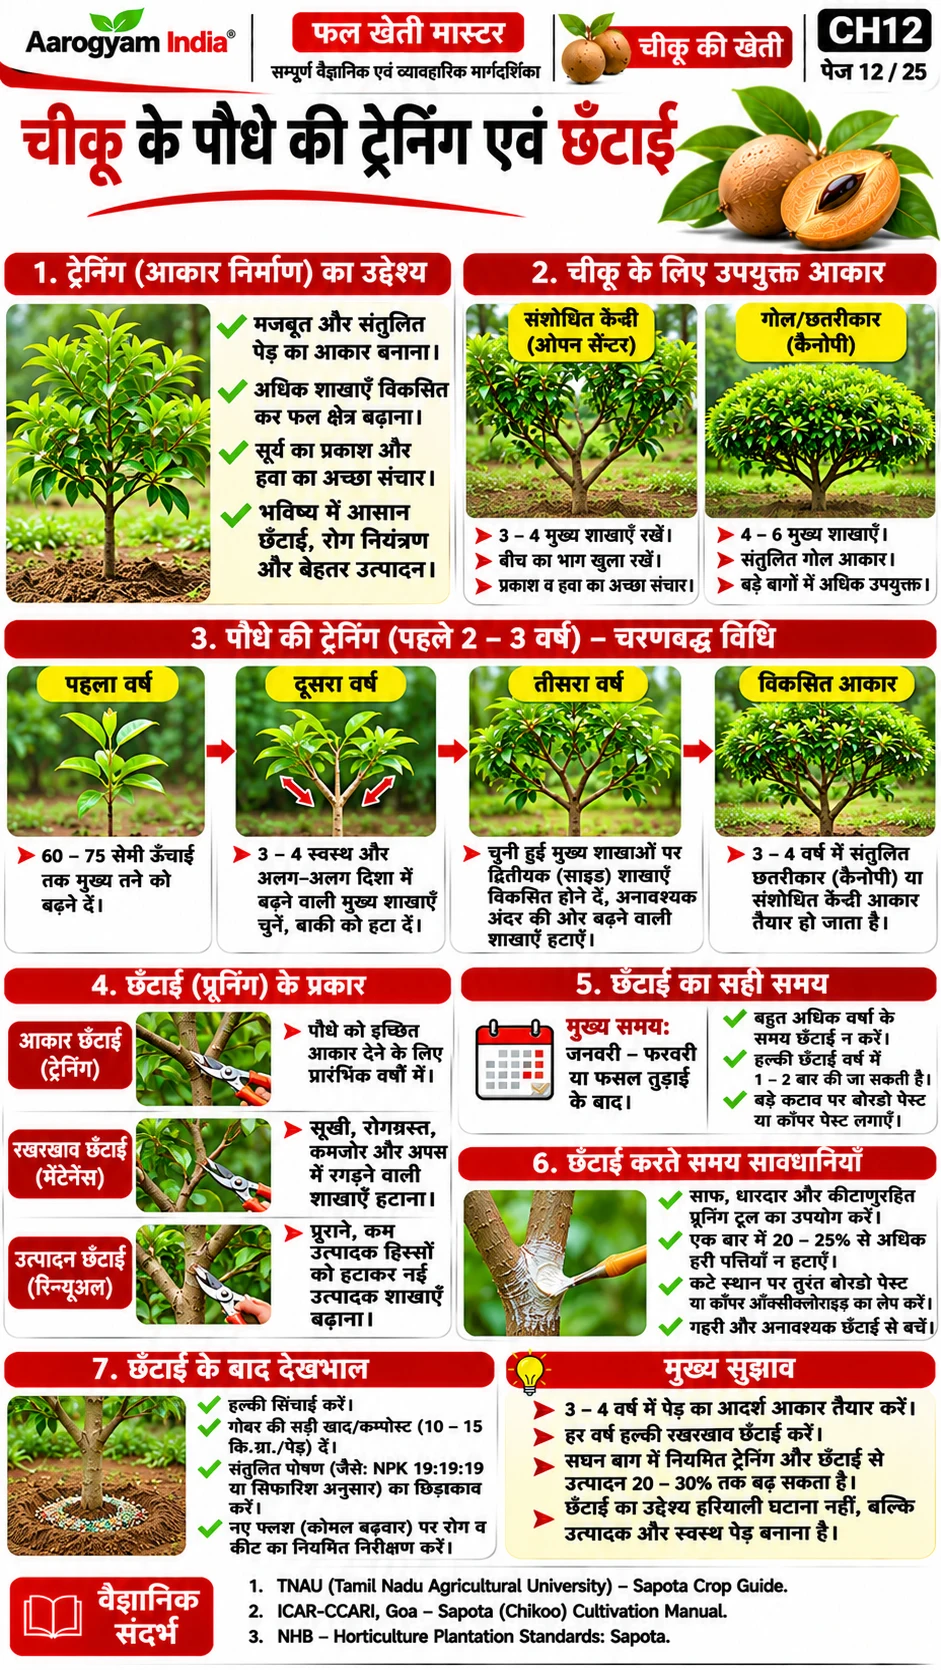 Aarogyam India®
फल खेती मास्टर
सम्पूर्ण वैज्ञानिक एवं व्यावहारिक मार्गदर्शिका
चीकू की खेती
CH12
पेज 12 / 25
चीकू के पौधे की ट्रेनिंग एवं छँटाई
1. ट्रेनिंग (आकार निर्माण) का उद्देश्य
मजबूत और संतुलित
पेड़ का आकार बनाना।
अधिक शाखाएँ विकसित
कर फल क्षेत्र बढ़ाना।
सूर्य का प्रकाश और
हवा का अच्छा संचार।
भविष्य में आसान
छँटाई, रोग नियंत्रण
और बेहतर उत्पादन।
2. चीकू के लिए उपयुक्त आकार
संशोधित केंन्द्री
(ओपन सेंटर)
3 – 4 मुख्य शाखाएँ रखें।
बीच का भाग खुला रखें।
प्रकाश व हवा का अच्छा संचार।
गोल/छतरीकार
(कैनोपी)
4 – 6 मुख्य शाखाएँ।
संतुलित गोल आकार।
बड़े बागों में अधिक उपयुक्त।
3. पौधे की ट्रेनिंग (पहले 2 – 3 वर्ष) – चरणबद्ध विधि
पहला वर्ष
60 – 75 सेमी ऊँचाई
तक मुख्य तने को
बढ़ने दें।
दूसरा वर्ष
3 – 4 स्वस्थ और
अलग-अलग दिशा में
बढ़ने वाली मुख्य शाखाएँ
चुनें, बाकी को हटा दें।
तीसरा वर्ष
चुनी हुई मुख्य शाखाओं पर
द्वितीयक (साइड) शाखाएँ
विकसित होने दें, अनावश्यक
अंदर की ओर बढ़ने वाली
शाखाएँ हटाएँ।
विकसित आकार
3 – 4 वर्ष में संतुलित
छतरीकार (कैनोपी) या
संशोधित केंन्द्री आकार
तैयार हो जाता है।
4. छँटाई (प्रूनिंग) के प्रकार
आकार छँटाई
(ट्रेनिंग)
पौधे को इच्छित
आकार देने के लिए
प्रारंभिक वर्षों में।
रखरखाव छँटाई
(मेंटेनेंस)
सूखी, रोगग्रस्त,
कमजोर और अपस
में रगड़ने वाली
शाखाएँ हटाना।
उत्पादन छँटाई
(रिन्यूअल)
पुराने, कम
उत्पादक हिस्सों
को हटाकर नई
उत्पादक शाखाएँ
बढ़ाना।
5. छँटाई का सही समय
मुख्य समय:
जनवरी – फरवरी
या फसल तुड़ाई
के बाद।
बहुत अधिक वर्षा के
समय छँटाई न करें।
हल्की छँटाई वर्ष में
1 – 2 बार की जा सकती है।
बड़े कटाव पर बोरडो पेस्ट
या कॉपर पेस्ट लगाएँ।
6. छँटाई करते समय सावधानियाँ
साफ, धारदार और कीटाणुरहित
प्रूनिंग टूल का उपयोग करें।
एक बार में 20 – 25% से अधिक
हरी पत्तियाँ न हटाएँ।
कटे स्थान पर तुरंत बोरडो पेस्ट
या कॉपर ऑक्सीक्लोराइड का लेप करें।
गहरी और अनावश्यक छँटाई से बचें।
7. छँटाई के बाद देखभाल
हल्की सिंचाई करें।
गोबर की सड़ी खाद/कम्पोस्ट (10 – 15
कि.ग्रा./पेड़) दें।
संतुलित पोषण (जैसे: NPK 19:19:19
या सिफारिश अनुसार) का छिड़काव
करें।
नए फ्लश (कोमल बढ़वार) पर रोग व
कीट का नियमित निरीक्षण करें।
मुख्य सुझाव
3 – 4 वर्ष में पेड़ का आदर्श आकार तैयार करें।
हर वर्ष हल्की रखरखाव छँटाई करें।
सघन बाग में नियमित ट्रेनिंग और छँटाई से
उत्पादन 20 – 30% तक बढ़ सकता है।
छँटाई का उद्देश्य हरियाली घटाना नहीं, बल्कि
उत्पादक और स्वस्थ पेड़ बनाना है।
वैज्ञानिक
संदर्भ
1. TNAU (Tamil Nadu Agricultural University) – Sapota Crop Guide.
2. ICAR-CCARI, Goa – Sapota (Chikoo) Cultivation Manual.
3. NHB – Horticulture Plantation Standards: Sapota.